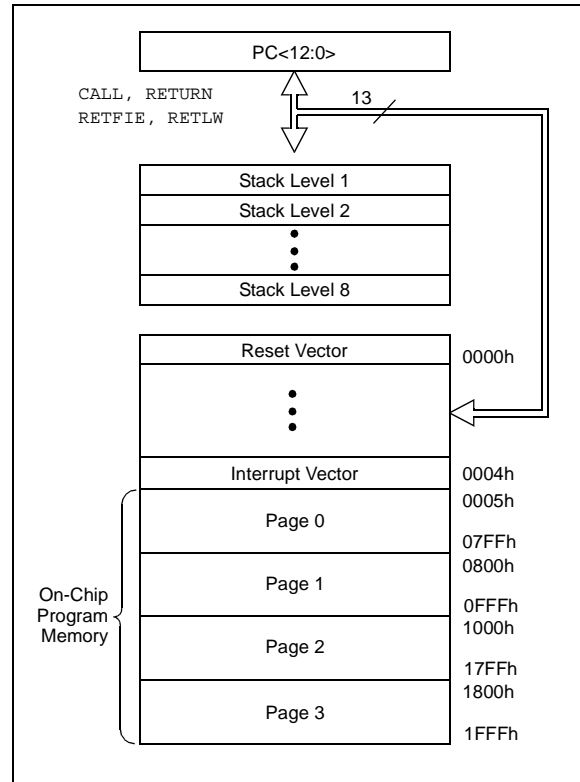 PC<12:0>
CALL, RETURN
RETFIE, RETLW
13
Stack Level 1
Stack Level 2
Stack Level 8
Reset Vector
0000h
Interrupt Vector
0004h
0005h
Page 0
07FFh
0800h
Page 1
0FFFh
1000h
Page 2
17FFh
1800h
Page 3
1FFFh
On-Chip
Program
Memory